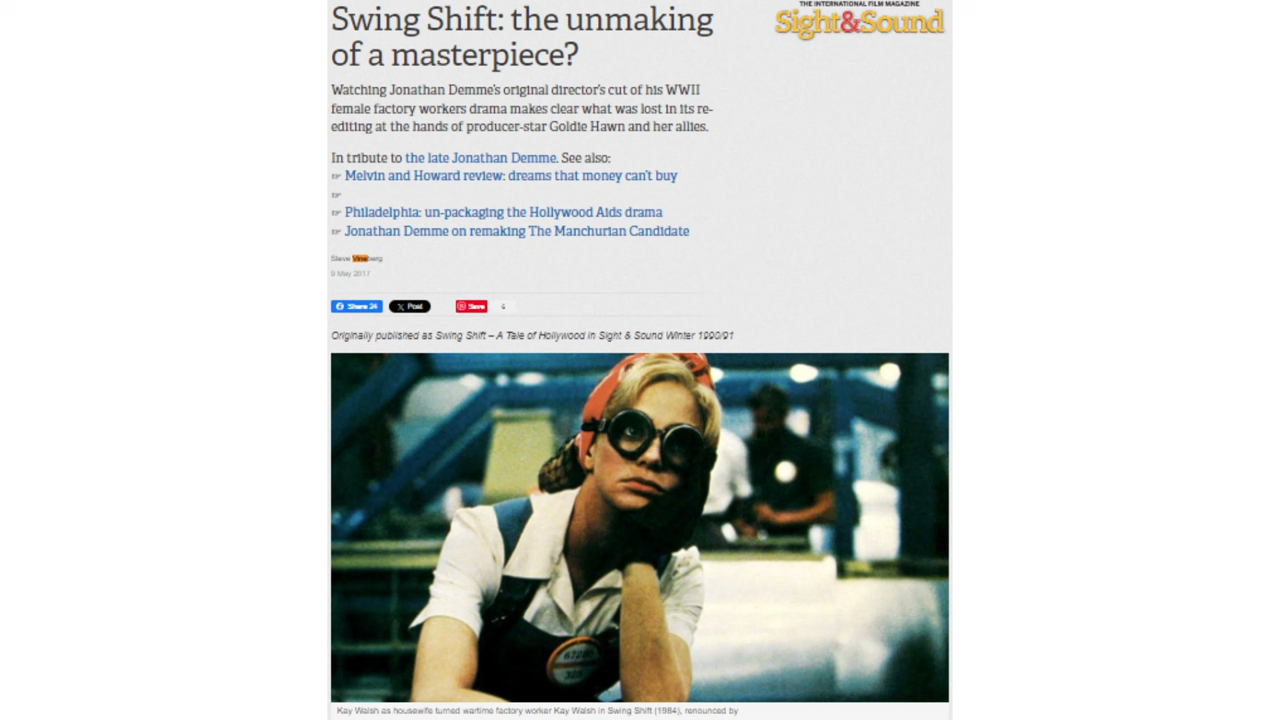 Swing Shift: the unmaking
of a masterpiece?
THE INTERNATIONAL FILM MAGAZINE
Sight&Sound
Watching Jonathan Demme's original director's cut of his WWII
female factory workers drama makes clear what was lost in its re-
editing at the hands of producer-star Goldie Hawn and her allies.
In tribute to the late Jonathan Demme. See also:
☞ Melvin and Howard review: dreams that money can't buy
☞
☞ Philadelphia: un-packaging the Hollywood Aids drama
☞ Jonathan Demme on remaking The Manchurian Candidate
Steve Vineberg
9 May 2017
Share 24 X Post Save 6
Originally published as Swing Shift – A Tale of Hollywood in Sight & Sound Winter 1990/91
Kay Walsh as housewife turned wartime factory worker Kay Walsh in Swing Shift (1984), renounced by